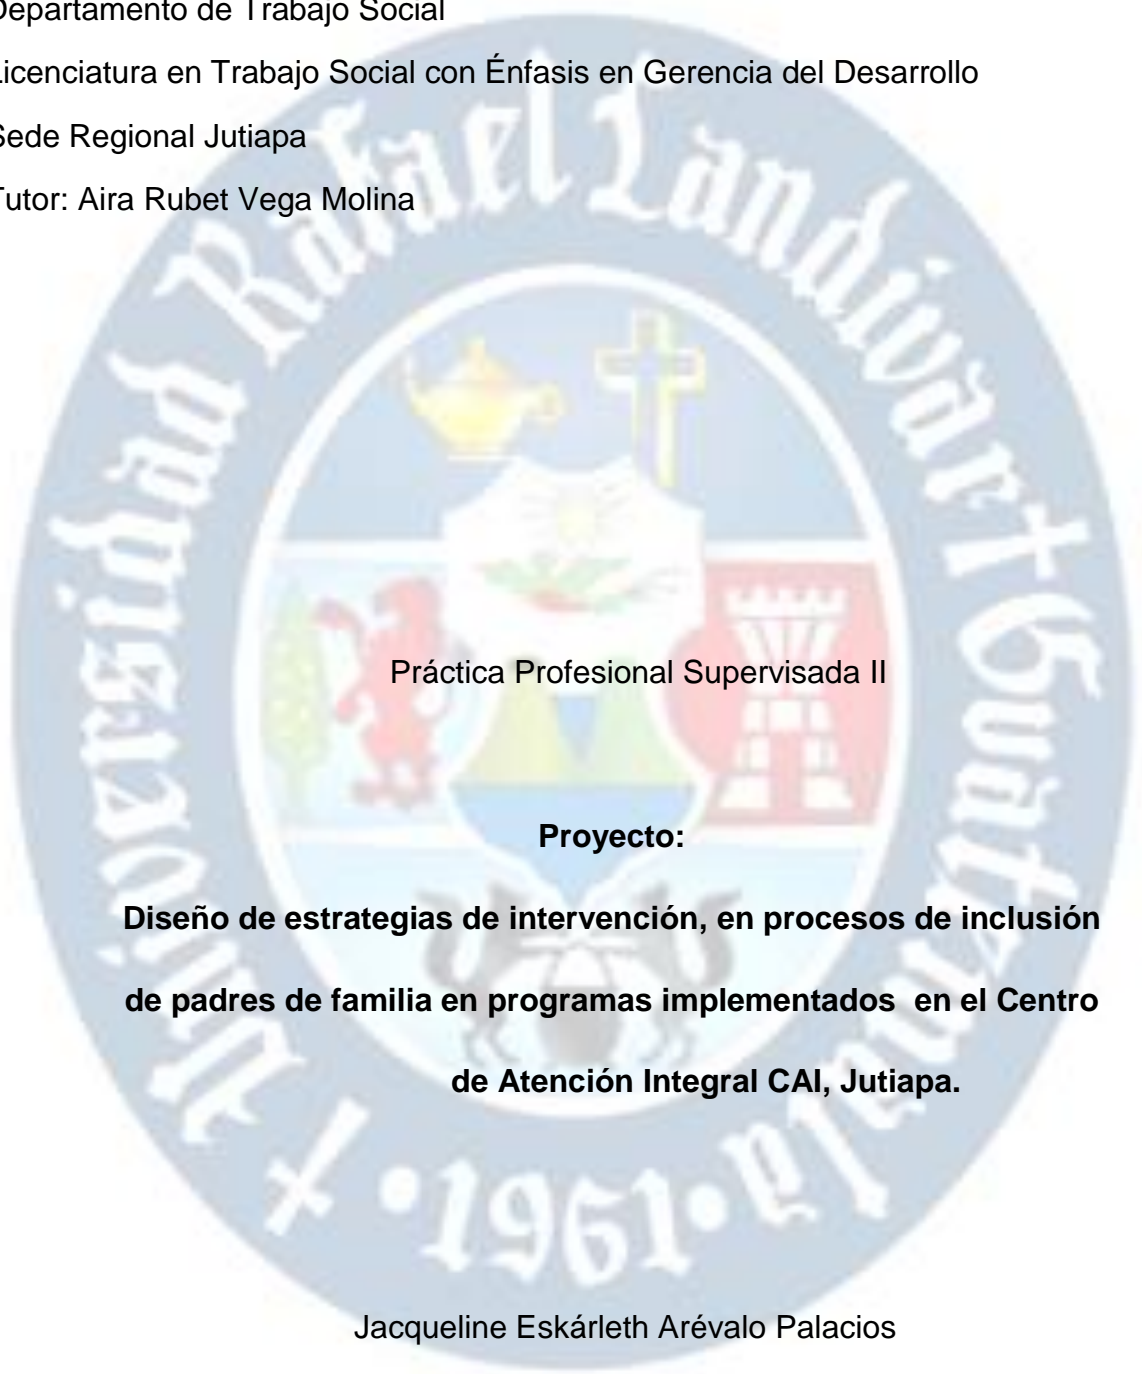 Departamento de Trabajo Social
Licenciatura en Trabajo Social con Énfasis en Gerencia del Desarrollo
Sede Regional Jutiapa
Tutor: Aira Rubet Vega Molina
Universidad Rafael Landívar Guatemala
1961
Práctica Profesional Supervisada II
Proyecto:
Diseño de estrategias de intervención, en procesos de inclusión
de padres de familia en programas implementados en el Centro
de Atención Integral CAI, Jutiapa.
Jacqueline Eskárleth Arévalo Palacios